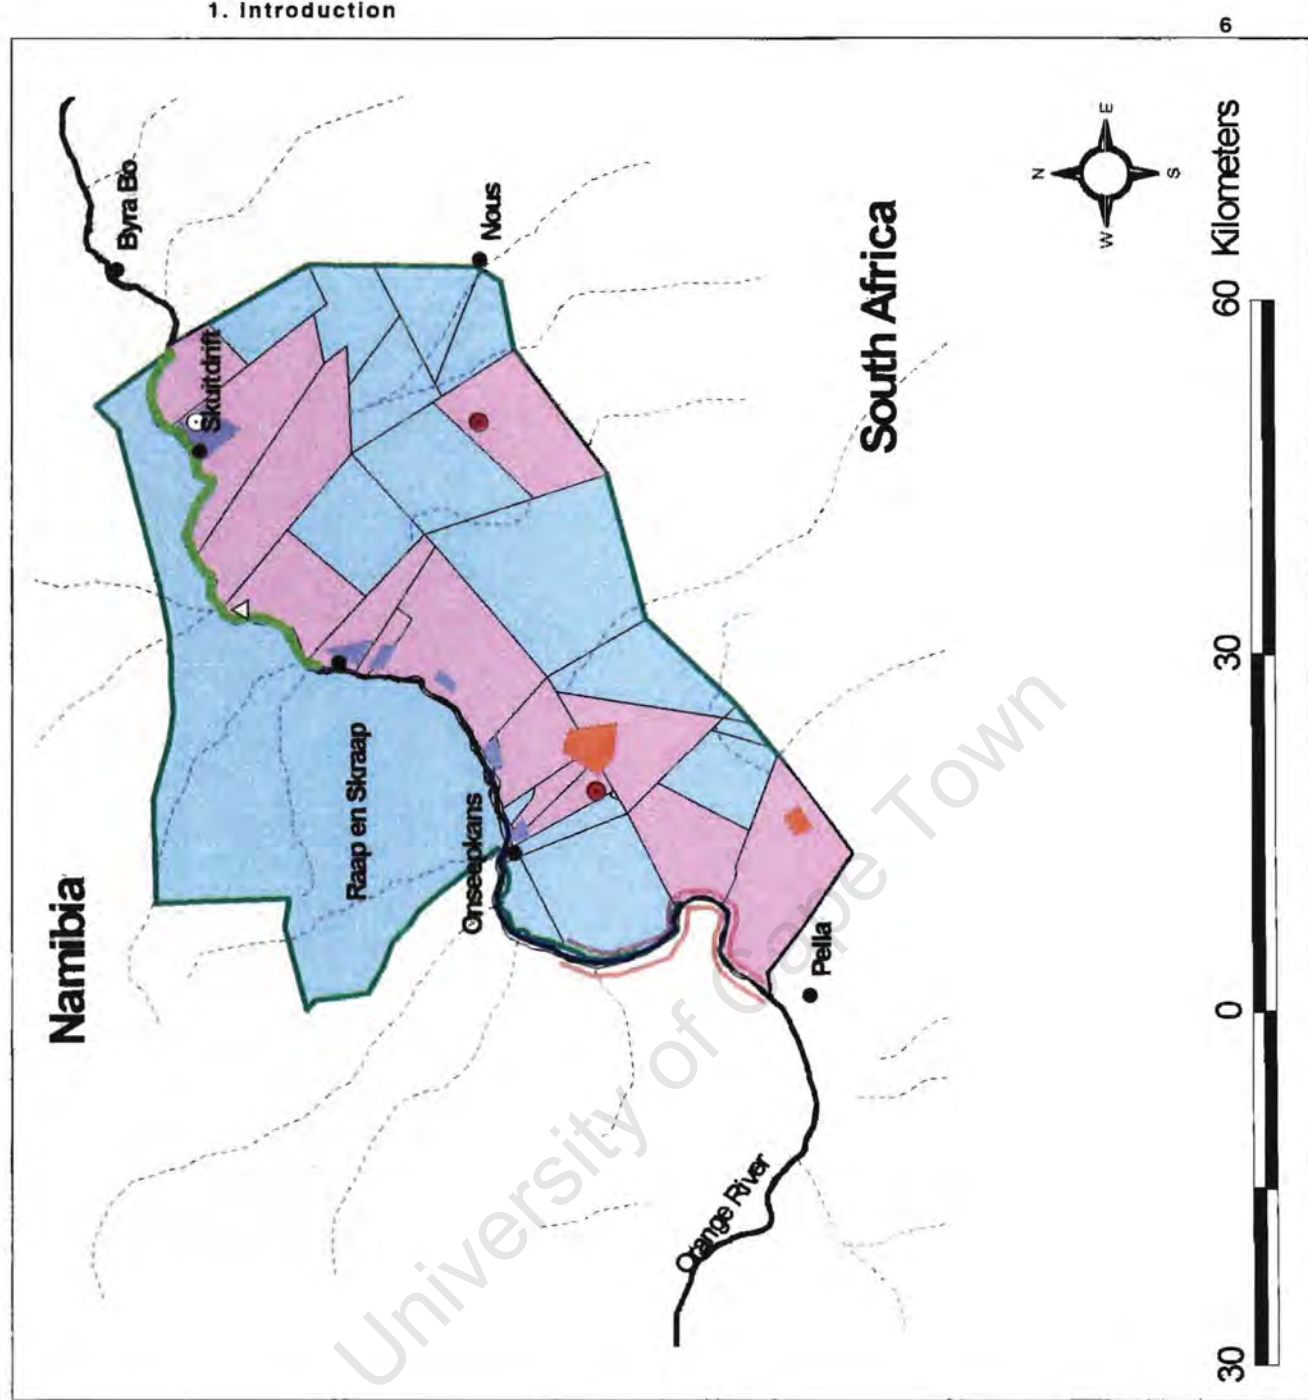 1. Introduction
6
Namibia
Byra Bo
Skuitdrift
Nous
Raap en Skraap
Onseepkans
Pella
Orange River
South Africa
N
E
S
W
30
0
30
60 Kilometers
University of Cape Town